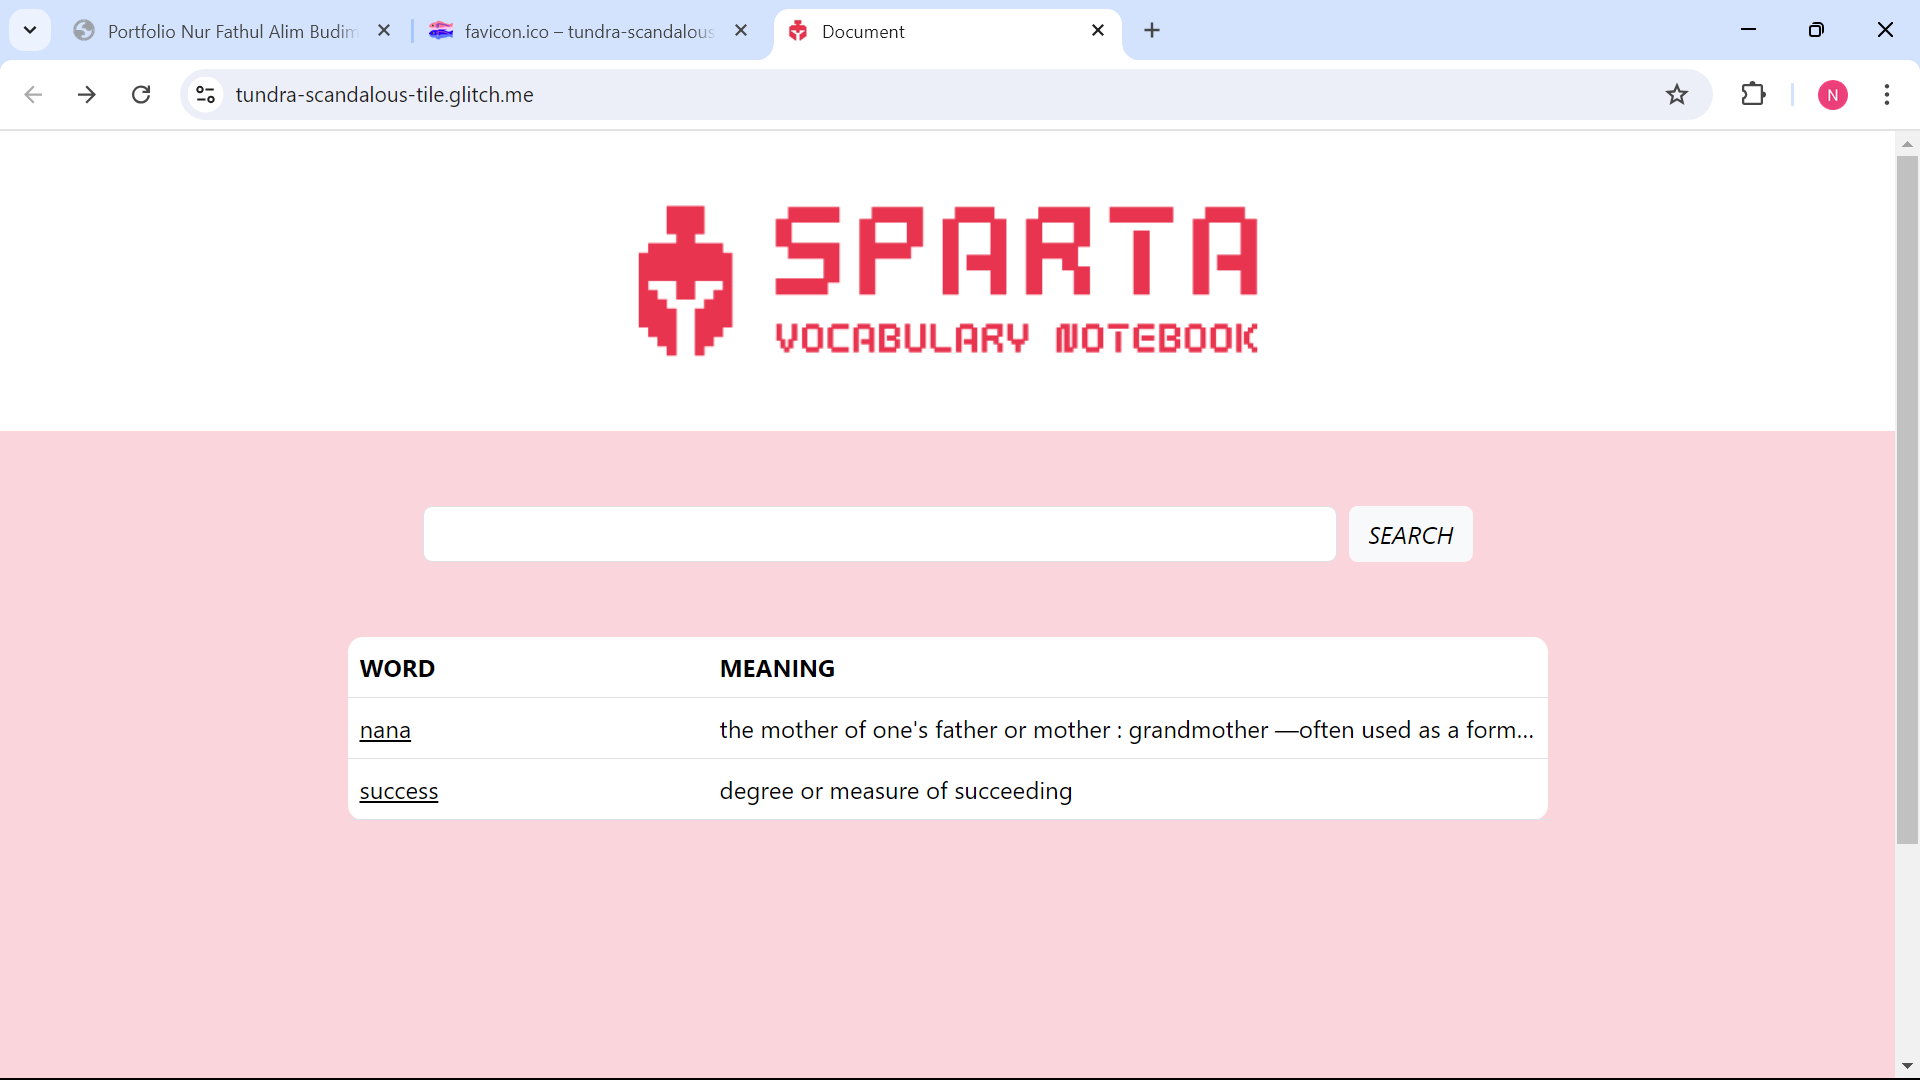 Portfolio Nur Fathul Alim Budim
favicon.ico – tundra-scandalous
Document
tundra-scandalous-tile.glitch.me
N
SPARTA
VOCABULARY NOTEBOOK
SEARCH
WORD MEANING
nana the mother of one's father or mother : grandmother —often used as a form...
success degree or measure of succeeding